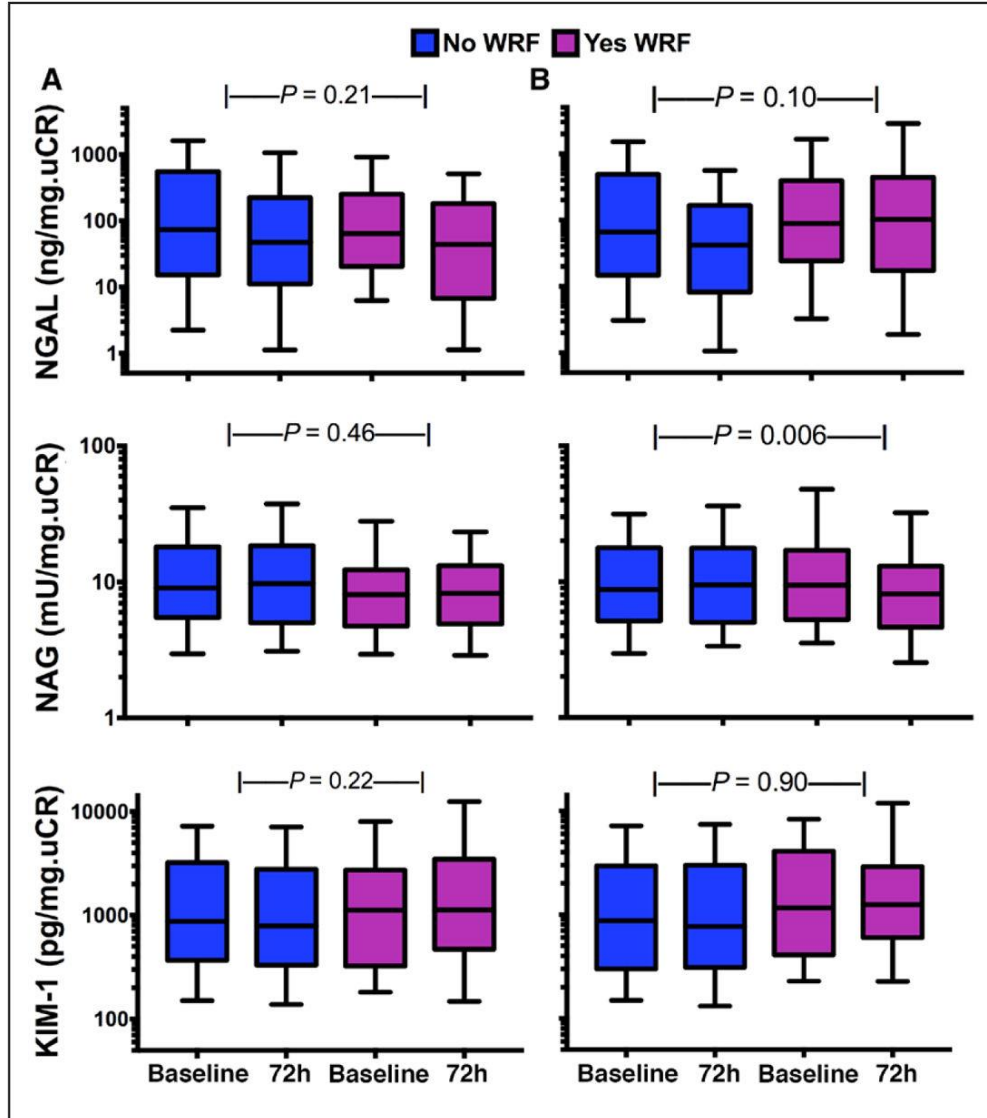 No WRF Yes WRF
A B
|——P = 0.21——| |——P = 0.10——|
NGAL (ng/mg.uCR)
1000
100
10
1
|——P = 0.46——| |——P = 0.006——|
NAG (mU/mg.uCR)
100
10
1
|——P = 0.22——| |——P = 0.90——|
KIM-1 (pg/mg.uCR)
10000
1000
100
Baseline 72h Baseline 72h Baseline 72h Baseline 72h